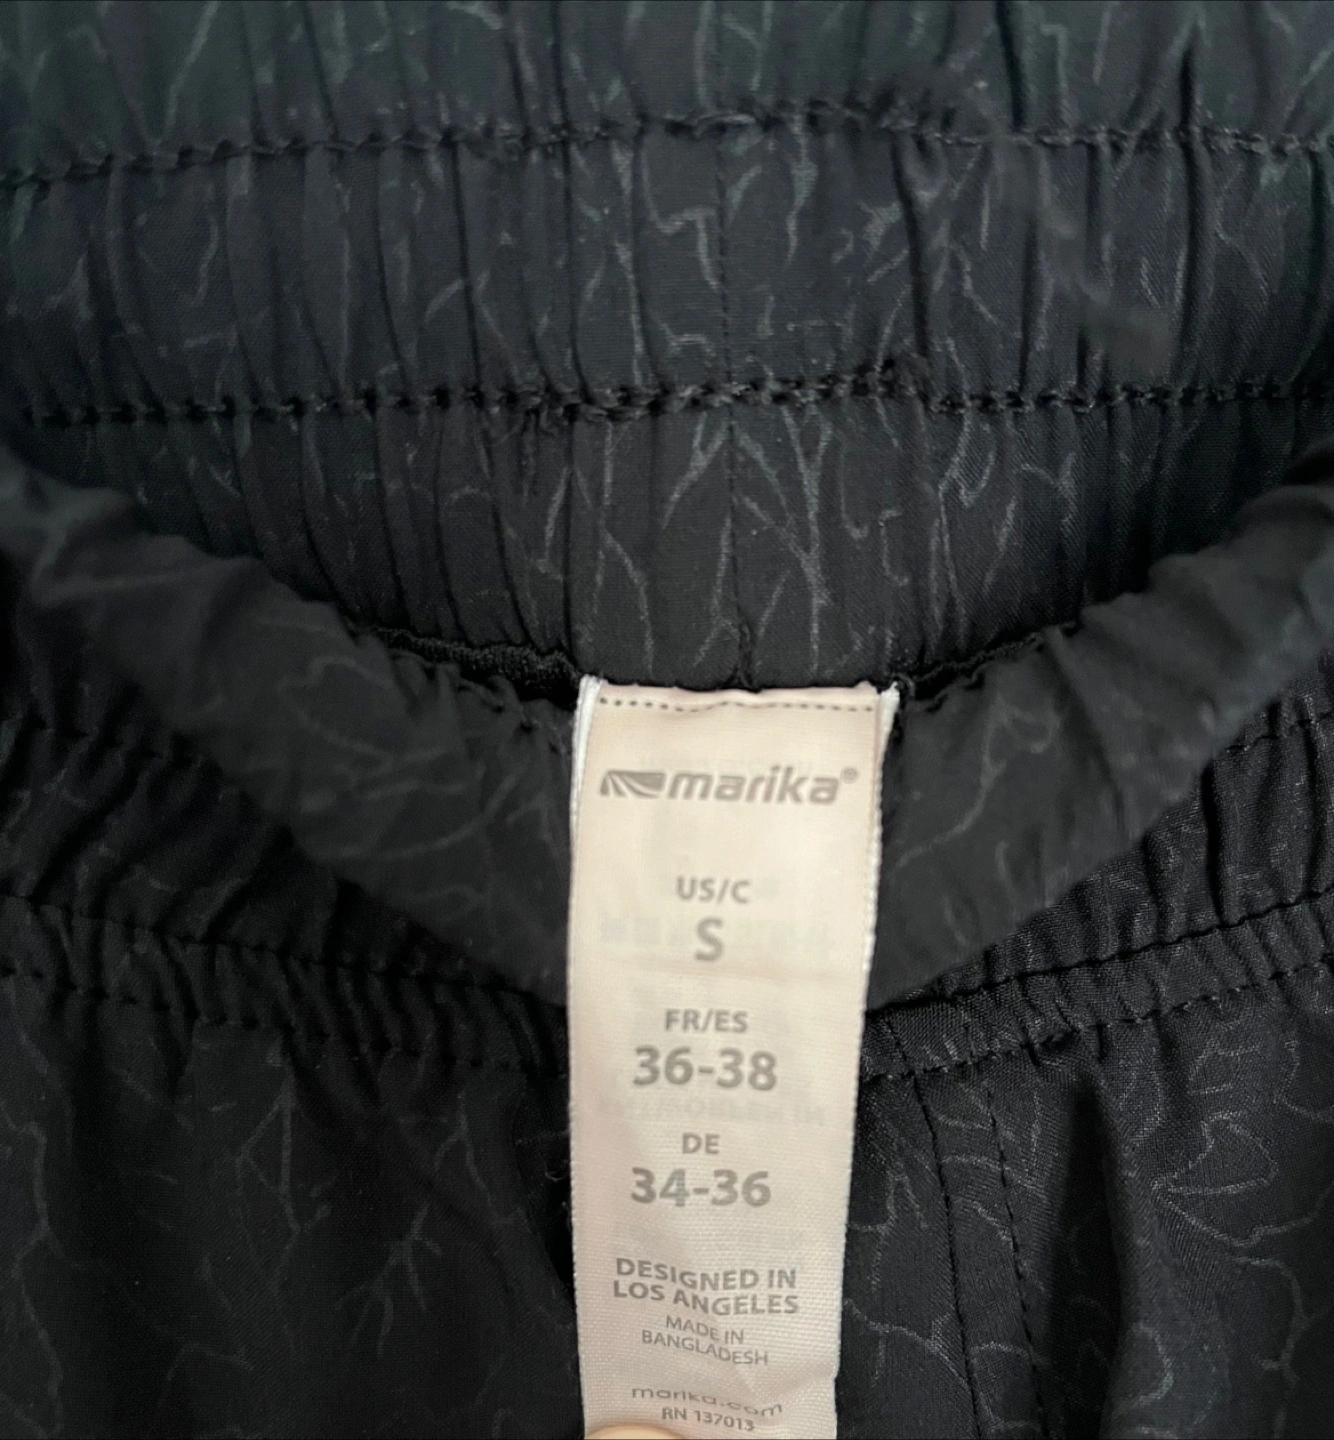 marika®
US/C
S
FR/ES
36-38
DE
34-36
DESIGNED IN
LOS ANGELES
MADE IN
BANGLADESH
marika.com
RN 137013